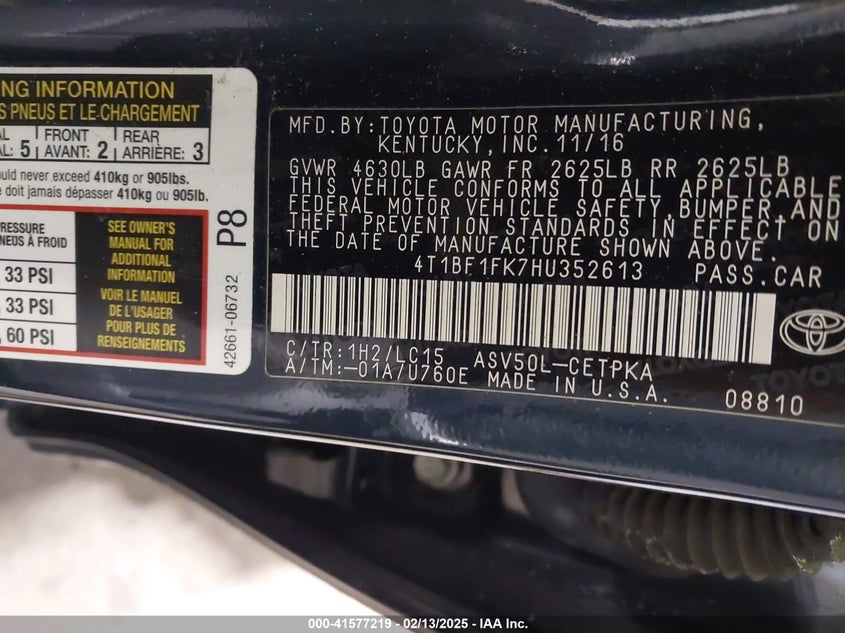 NG INFORMATION
S PNEUS ET LE CHARGEMENT
AL 5 FRONT 2 REAR 3
AL: AVANT: ARRIÈRE:
ould never exceed 410kg or 905lbs.
e doit jamais dépasser 410kg ou 905lb.
PRESSURE
NEUS À FROID
33 PSI
33 PSI
60 PSI
SEE OWNER'S
MANUAL FOR
ADDITIONAL
INFORMATION
VOIR LE MANUEL
DE L'USAGER
POUR PLUS DE
RENSEIGNEMENTS
P8
42661-06732
MFD.BY:TOYOTA MOTOR MANUFACTURING,
KENTUCKY, INC.11/16
GVWR 4630LB GAWR FR 2625LB RR 2625LB
THIS VEHICLE CONFORMS TO ALL APPLICABLE
FEDERAL MOTOR VEHICLE SAFETY,BUMPER,AND
THEFT PREVENTION STANDARDS IN EFFECT ON
THE DATE OF MANUFACTURE SHOWN ABOVE.
4T1BF1FK7HU352613 PASS.CAR
C/TR:1H2/LC15 ASV50L-CETPKA
A/TM:-01A/U760E MADE IN U.S.A.
08810
000-41577219 - 02/13/2025 - IAA Inc.